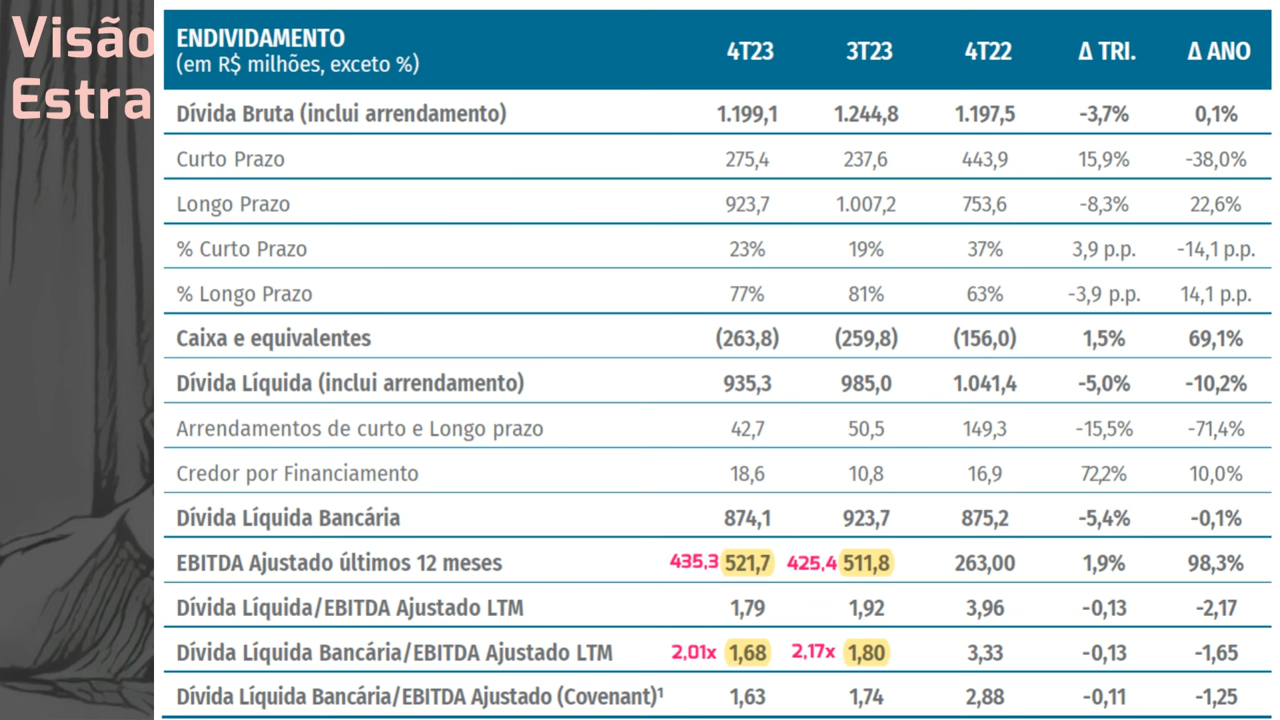 Visão
Estra
ENDIVIDAMENTO
(em R$ milhões, exceto %) 4T23 3T23 4T22 Δ TRI. Δ ANO
Dívida Bruta (inclui arrendamento) 1.199,1 1.244,8 1.197,5 -3,7% 0,1%
Curto Prazo 275,4 237,6 443,9 15,9% -38,0%
Longo Prazo 923,7 1.007,2 753,6 -8,3% 22,6%
% Curto Prazo 23% 19% 37% 3,9 p.p. -14,1 p.p.
% Longo Prazo 77% 81% 63% -3,9 p.p. 14,1 p.p.
Caixa e equivalentes (263,8) (259,8) (156,0) 1,5% 69,1%
Dívida Líquida (inclui arrendamento) 935,3 985,0 1.041,4 -5,0% -10,2%
Arrendamentos de curto e Longo prazo 42,7 50,5 149,3 -15,5% -71,4%
Credor por Financiamento 18,6 10,8 16,9 72,2% 10,0%
Dívida Líquida Bancária 874,1 923,7 875,2 -5,4% -0,1%
EBITDA Ajustado últimos 12 meses 435,3 521,7 425,4 511,8 263,00 1,9% 98,3%
Dívida Líquida/EBITDA Ajustado LTM 1,79 1,92 3,96 -0,13 -2,17
Dívida Líquida Bancária/EBITDA Ajustado LTM 2,01x 1,68 2,17x 1,80 3,33 -0,13 -1,65
Dívida Líquida Bancária/EBITDA Ajustado (Covenant)¹ 1,63 1,74 2,88 -0,11 -1,25